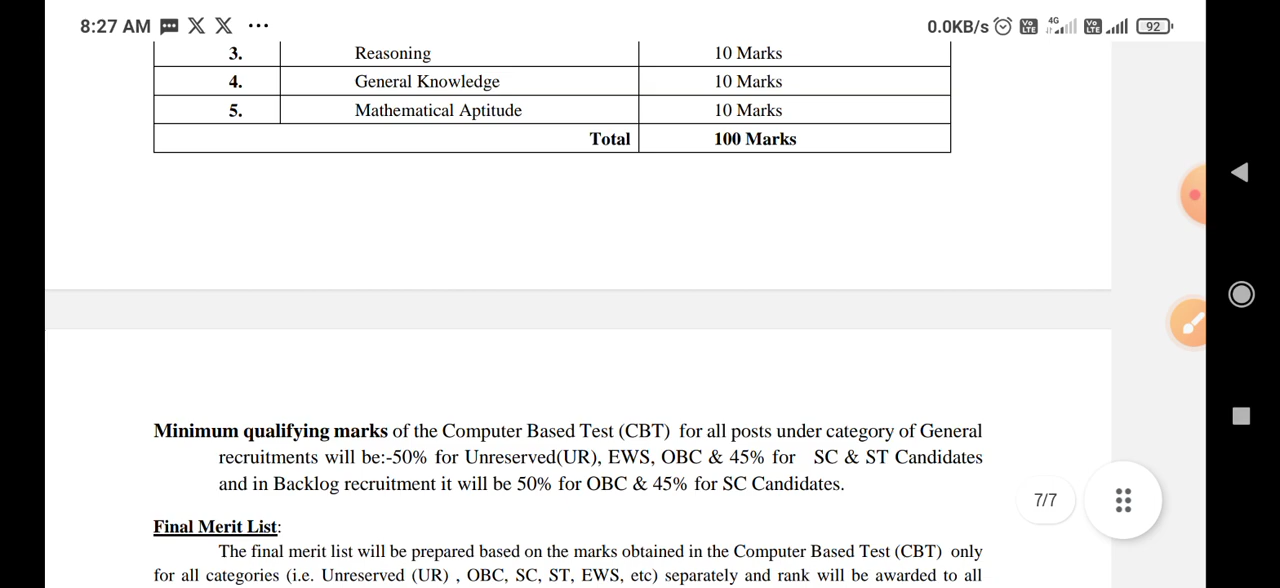 8:27 AM X X ... 0.0KB/s Vo LTE 4G Vo LTE 92
3. Reasoning 10 Marks
4. General Knowledge 10 Marks
5. Mathematical Aptitude 10 Marks
Total 100 Marks
Minimum qualifying marks of the Computer Based Test (CBT) for all posts under category of General
recruitments will be:-50% for Unreserved(UR), EWS, OBC & 45% for SC & ST Candidates
and in Backlog recruitment it will be 50% for OBC & 45% for SC Candidates.
7/7
Final Merit List:
The final merit list will be prepared based on the marks obtained in the Computer Based Test (CBT) only
for all categories (i.e. Unreserved (UR) , OBC, SC, ST, EWS, etc) separately and rank will be awarded to all